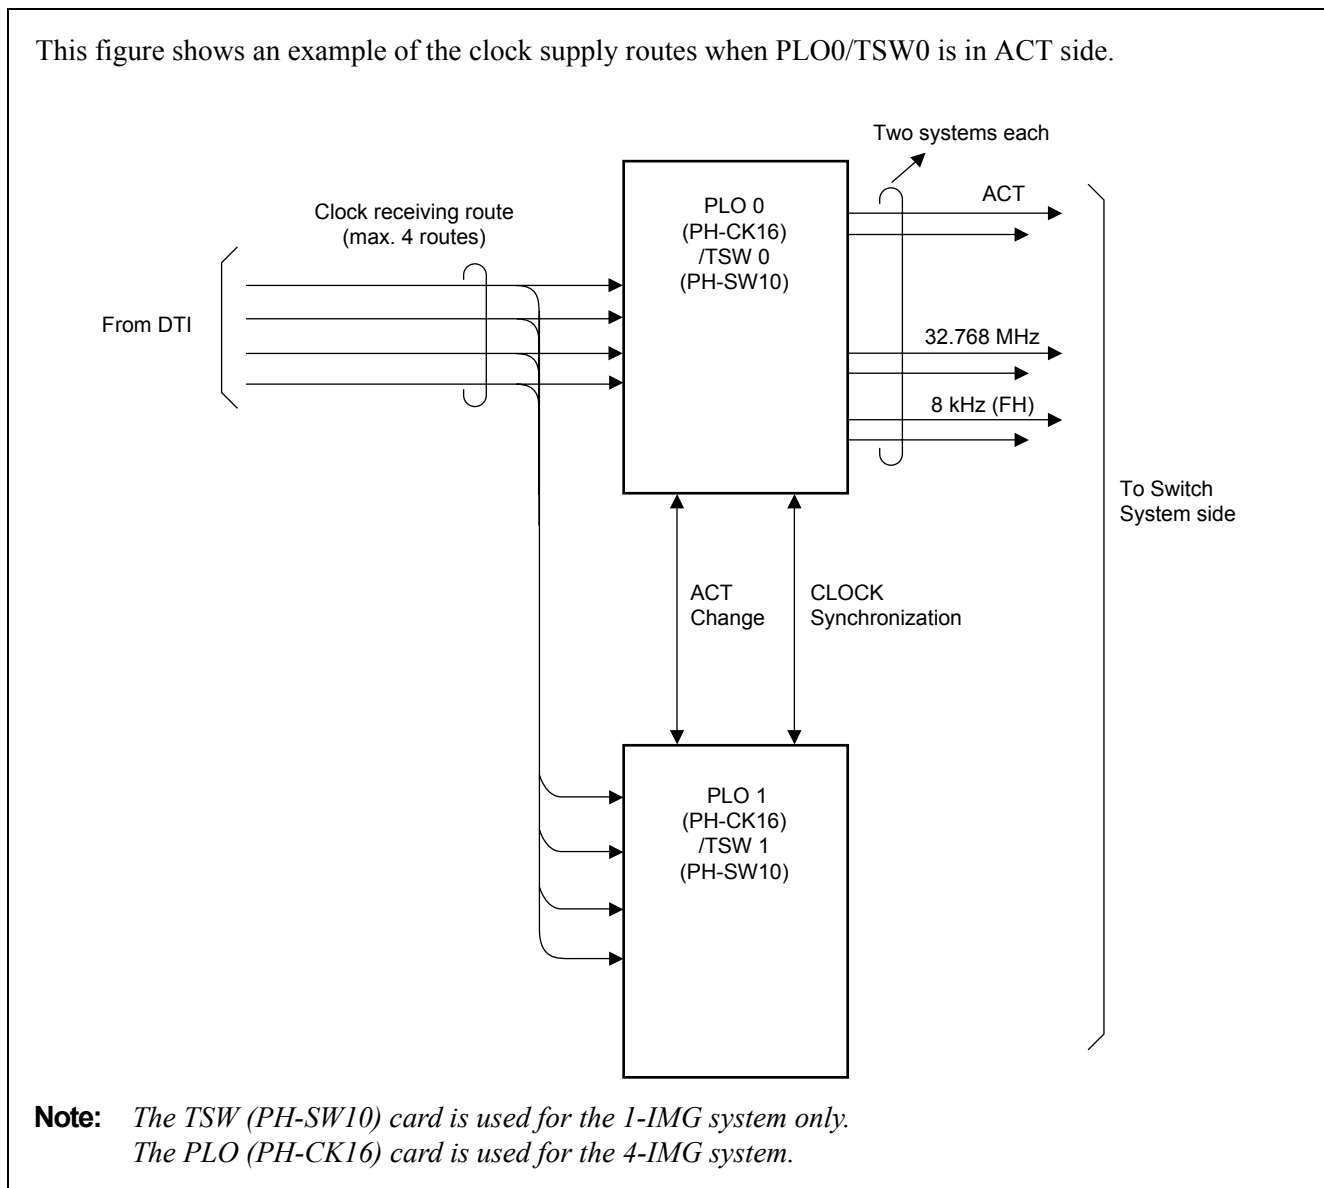 This figure shows an example of the clock supply routes when PLO0/TSW0 is in ACT side.
Two systems each
Clock receiving route
(max. 4 routes)
From DTI
PLO 0
(PH-CK16)
/TSW 0
(PH-SW10)
ACT
32.768 MHz
8 kHz (FH)
To Switch
System side
ACT
Change
CLOCK
Synchronization
PLO 1
(PH-CK16)
/TSW 1
(PH-SW10)
Note: The TSW (PH-SW10) card is used for the 1-IMG system only.
The PLO (PH-CK16) card is used for the 4-IMG system.